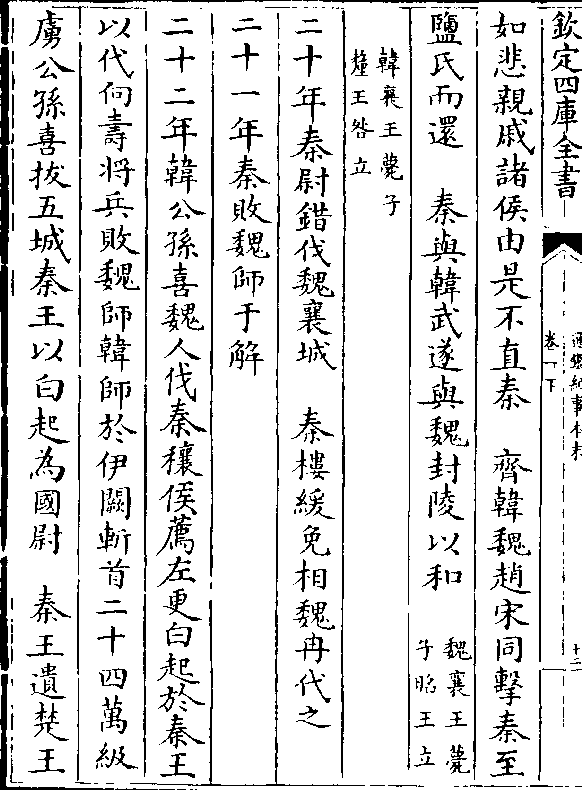 欽定四庫全書
卷一下
十三
如悲親戚諸侯由是不直秦　齊韓魏趙宋同擊秦至
鹽氏而還　秦與韓武遂與魏封陵以和　魏襄王薨子昭王立
韓襄王薨子釐王咎立
二十年秦尉錯伐魏襄城　秦樓緩免相魏冉代之
二十一年秦敗魏師于解
二十二年韓公孫喜魏人伐秦穰侯薦左更白起於秦王
以代向壽將兵敗魏師韓師於伊闕斬首二十四萬級
虜公孫喜拔五城秦王以白起為國尉　秦王遺楚王